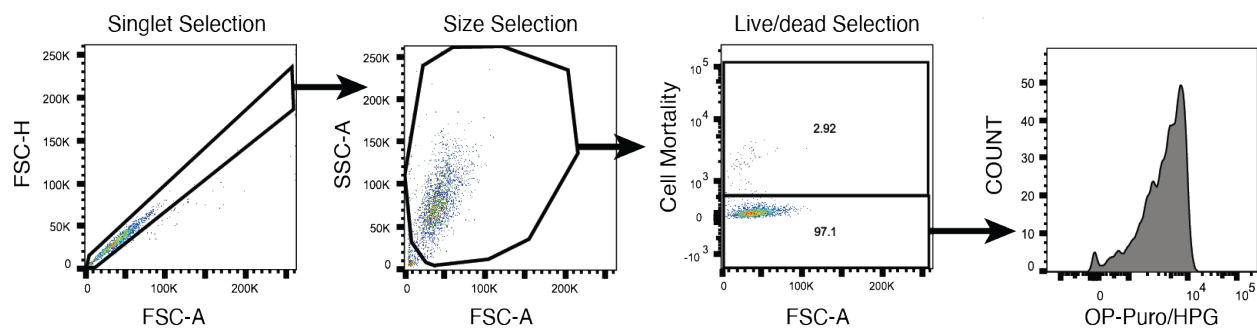 Singlet Selection
FSC-H
250K
200K
150K
100K
50K
0
0
100K
200K
FSC-A
Size Selection
SSC-A
250K
200K
150K
100K
50K
0
0
100K
200K
FSC-A
Live/dead Selection
Cell Mortality
10^5
10^4
10^3
0
-10^3
2.92
97.1
0
100K
200K
FSC-A
COUNT
50
40
30
20
10
0
0
10^4
10^5
OP-Puro/HPG